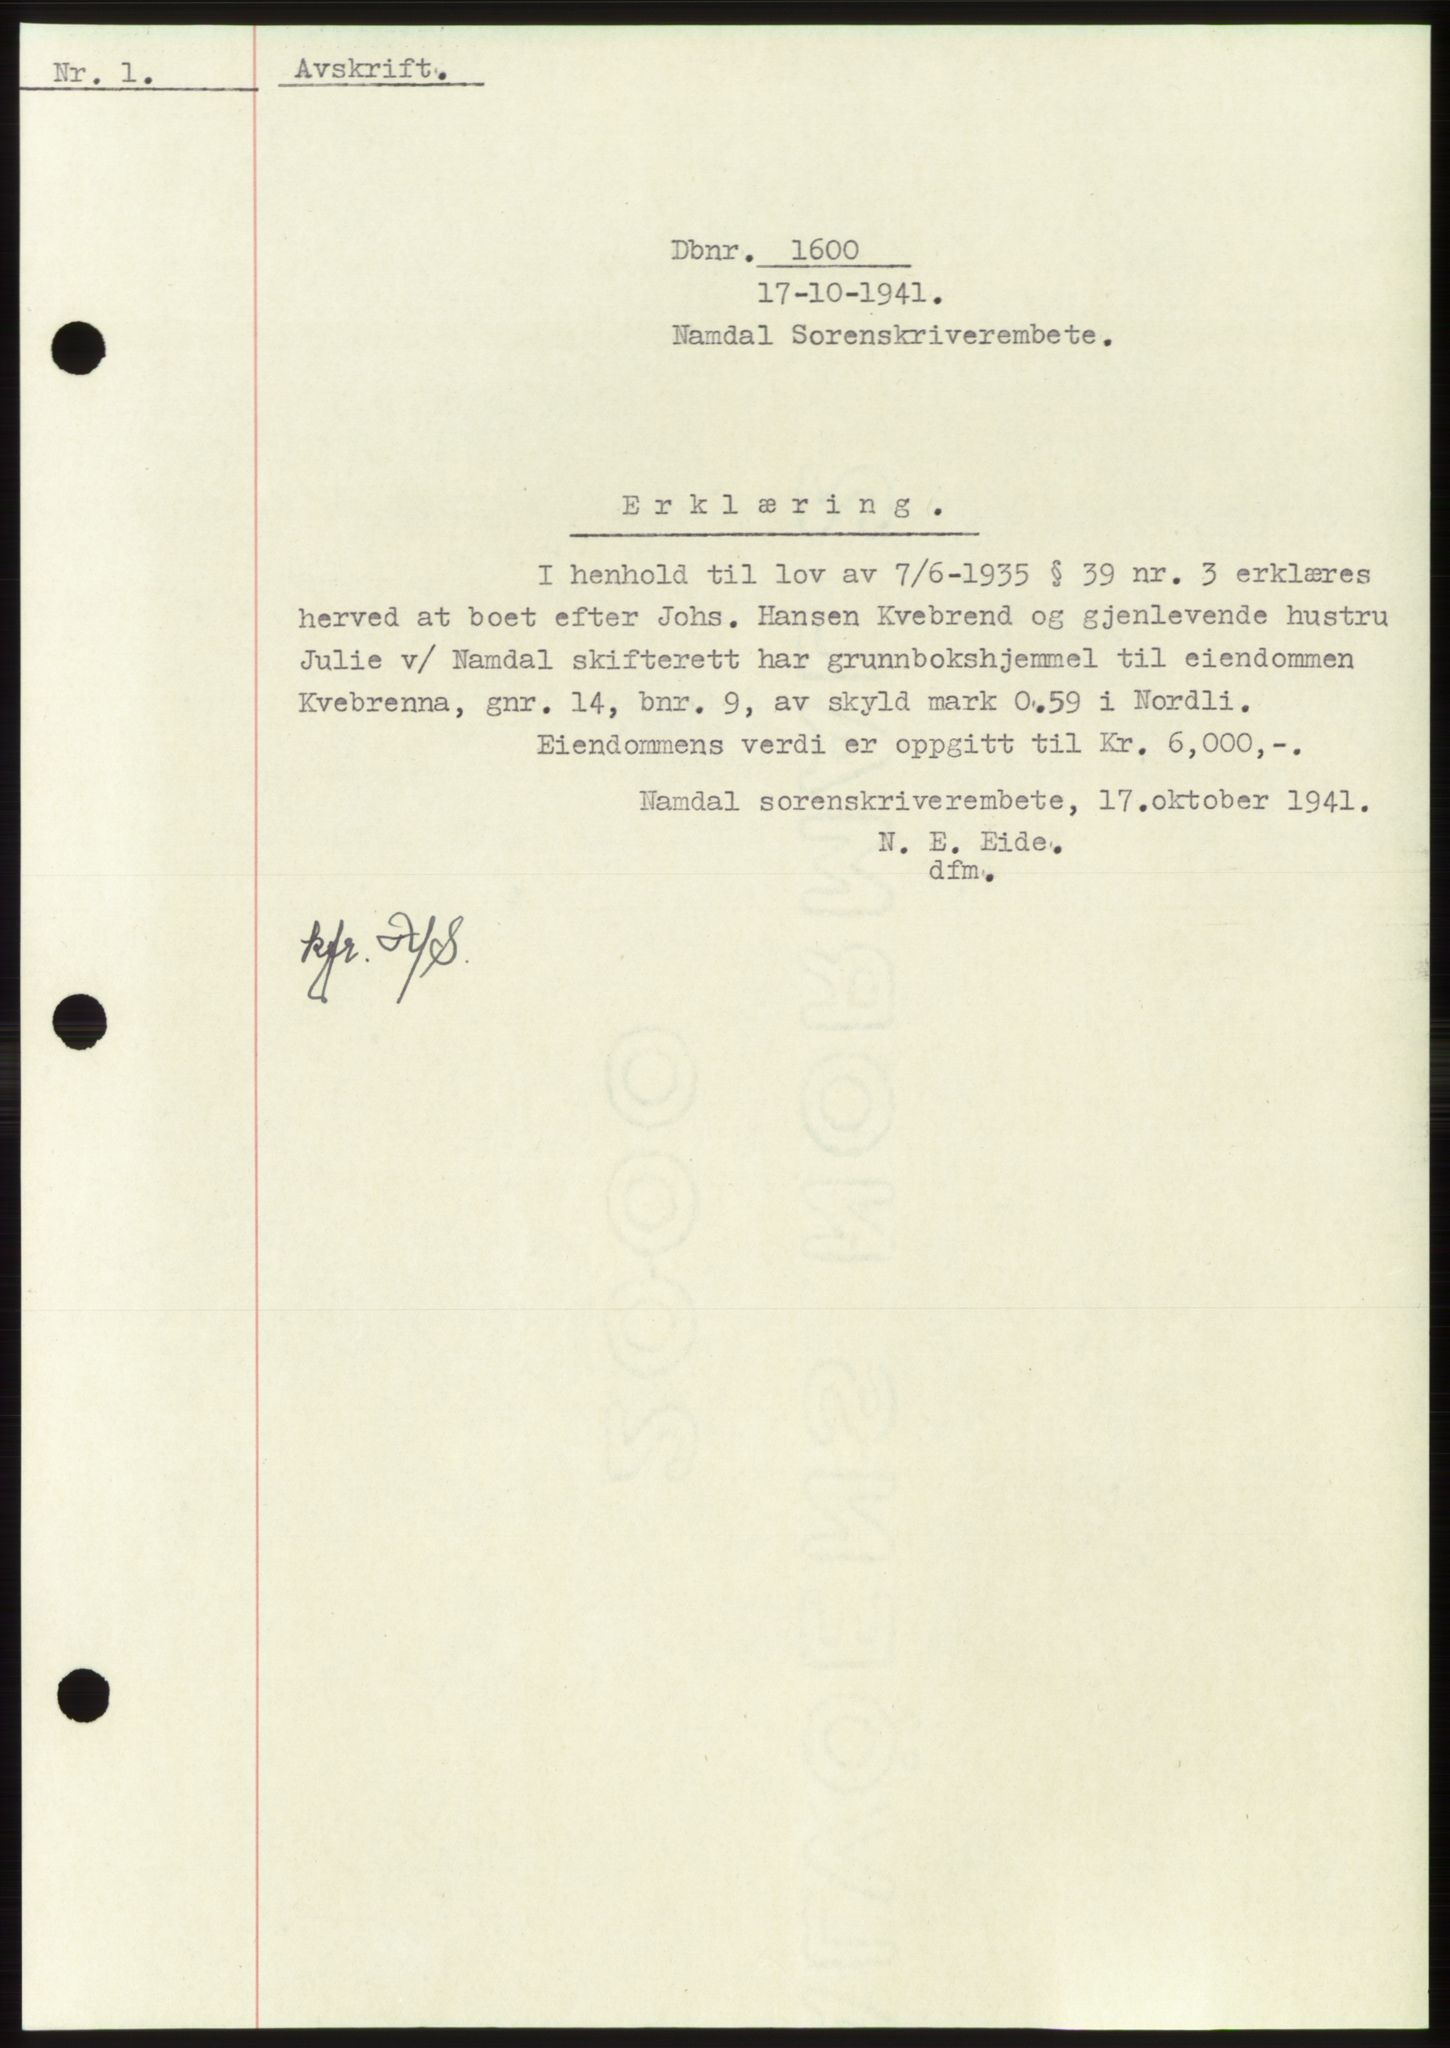 Nr. 1.
Avskrift.
Dbnr. 1600
17-10-1941.
Namdal Sorenskriverembete.
Erklæring.
I henhold til lov av 7/6-1935 § 39 nr. 3 erklæres
herved at boet efter Johs. Hansen Kvebrend og gjenlevende hustru
Julie v/ Namdal skifterett har grunnbokshjemmel til eiendommen
Kvebrenna, gnr. 14, bnr. 9, av skyld mark 0.59 i Nordli.
Eiendommens verdi er oppgitt til Kr. 6,000,-.
Namdal sorenskriverembete, 17.oktober 1941.
N. E. Eide.
dfm.
kfr.